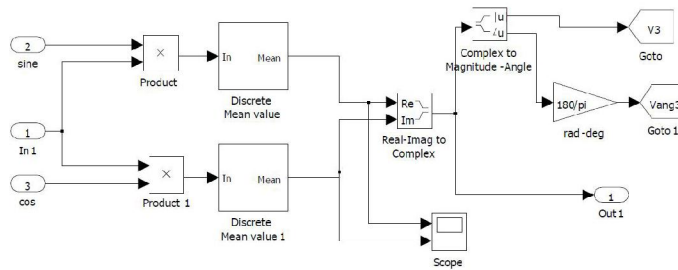 2
sine
×
Product
In
Mean
Discrete
Mean value
1
In 1
3
cos
×
Product 1
In
Mean
Discrete
Mean value 1
Re
Im
Real-Imag to
Complex
|u|
/u
Complex to
Magnitude -Angle
V3
Goto
180/pi
rad -deg
Vang3
Goto 1
1
Out 1
Scope